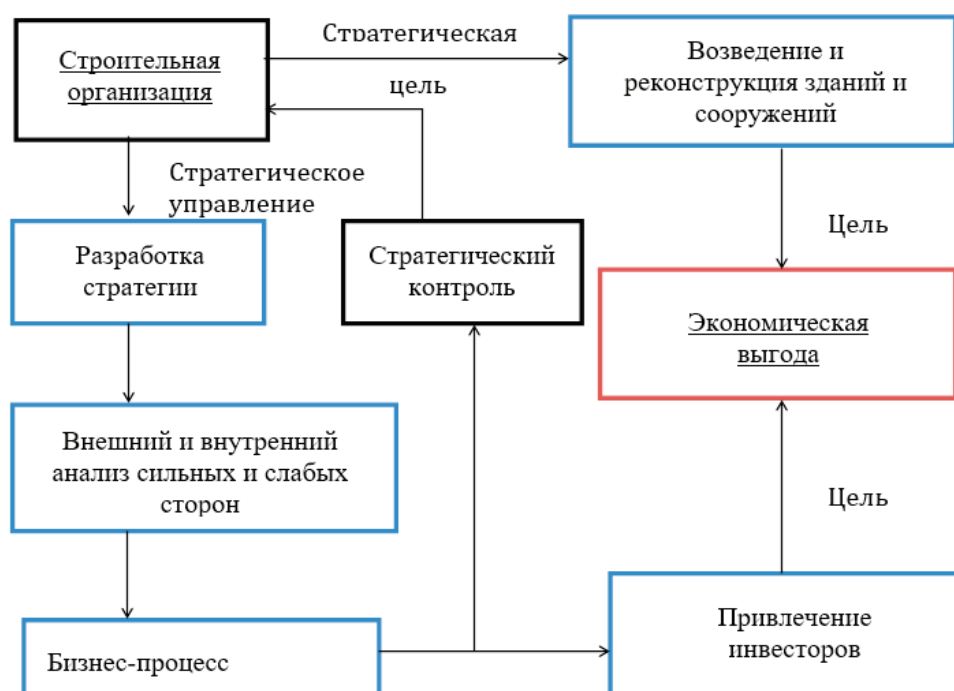 Стратегическая
Строительная
организация
цель
Возведение и
реконструкция зданий и
сооружений
Стратегическое
управление
Цель
Разработка
стратегии
Стратегический
контроль
Экономическая
выгода
Внешний и внутренний
анализ сильных и слабых
сторон
Цель
Бизнес-процесс
Привлечение
инвесторов